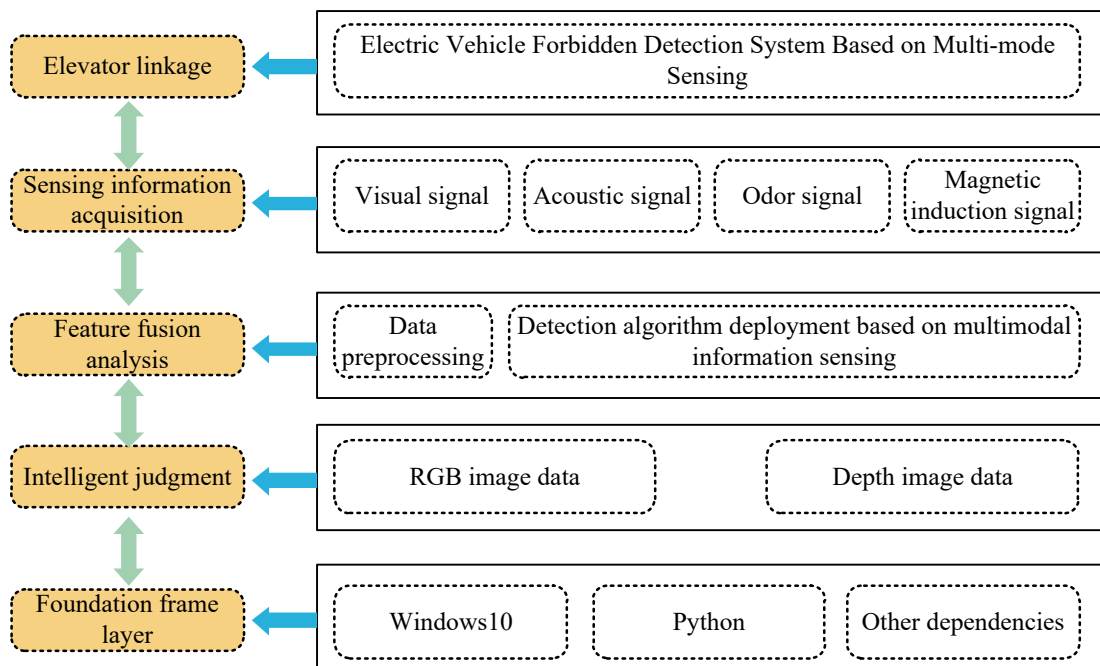 Elevator linkage
Electric Vehicle Forbidden Detection System Based on Multi-mode
Sensing
Sensing information
acquisition
Visual signal
Acoustic signal
Odor signal
Magnetic
induction signal
Feature fusion
analysis
Data
preprocessing
Detection algorithm deployment based on multimodal
information sensing
Intelligent judgment
RGB image data
Depth image data
Foundation frame
layer
Windows10
Python
Other dependencies